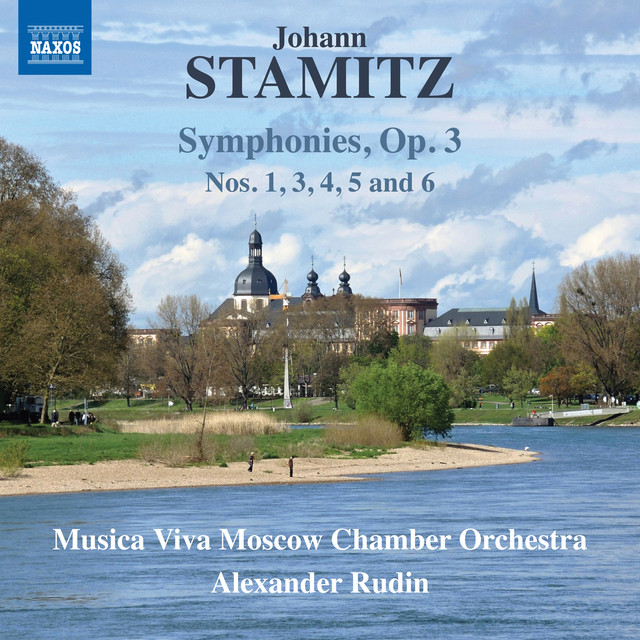 NAXOS
Johann
STAMITZ
Symphonies, Op. 3
Nos. 1, 3, 4, 5 and 6
Musica Viva Moscow Chamber Orchestra
Alexander Rudin